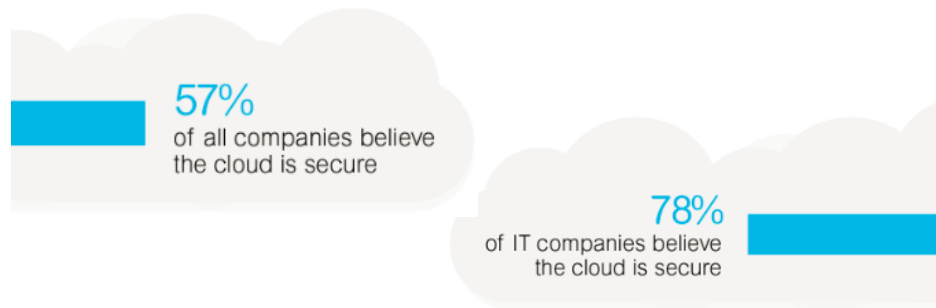 57%
of all companies believe
the cloud is secure
78%
of IT companies believe
the cloud is secure